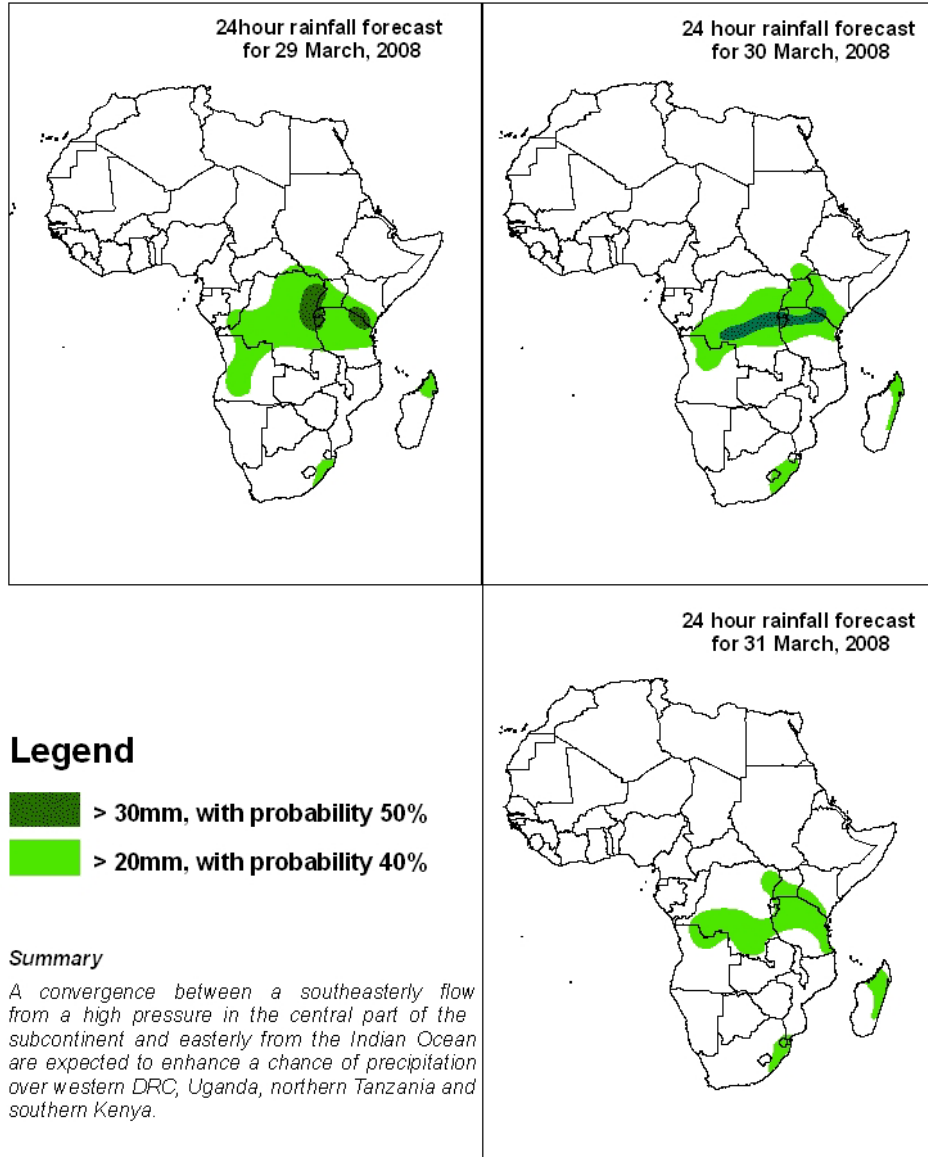 24hour rainfall forecast
for 29 March, 2008
24 hour rainfall forecast
for 30 March, 2008
24 hour rainfall forecast
for 31 March, 2008
Legend
> 30mm, with probability 50%
> 20mm, with probability 40%
Summary
A convergence between a southeasterly flow
from a high pressure in the central part of the
subcontinent and easterly from the Indian Ocean
are expected to enhance a chance of precipitation
over western DRC, Uganda, northern Tanzania and
southern Kenya.